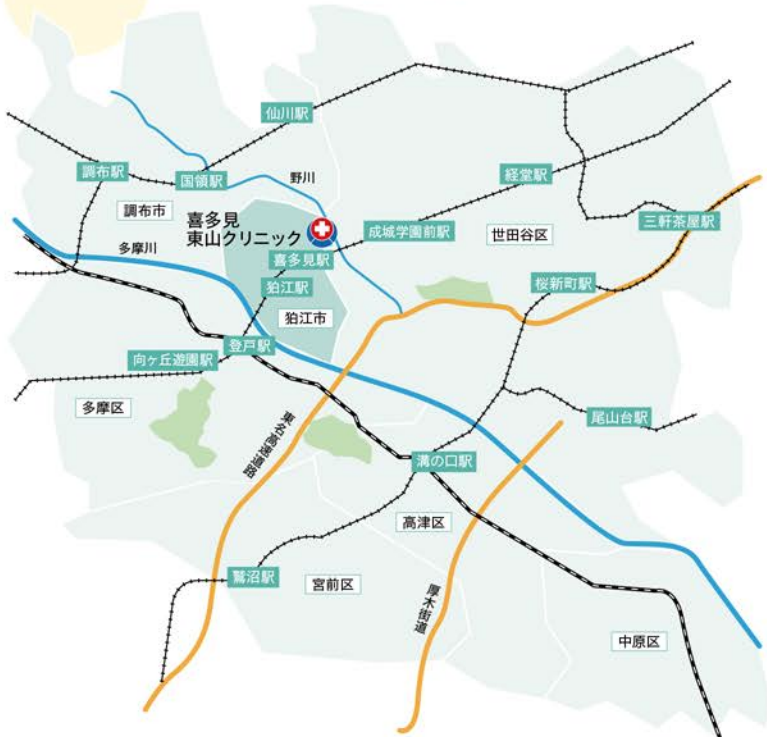 仙川駅
調布駅
国領駅
野川
経堂駅
調布市
喜多見
東山クリニック
成城学園前駅
世田谷区
三軒茶屋駅
多摩川
喜多見駅
狛江駅
桜新町駅
狛江市
登戸駅
向ヶ丘遊園駅
多摩区
東名高速道路
尾山台駅
溝の口駅
高津区
鷺沼駅
宮前区
厚木街道
中原区